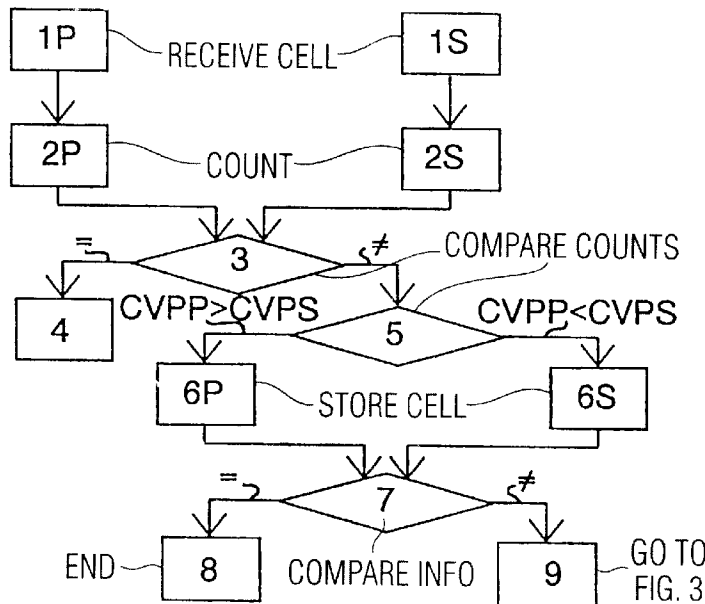 1P
RECEIVE CELL
1S
2P
COUNT
2S
=
3
≠
COMPARE COUNTS
4
CVPP>CVPS
5
CVPP<CVPS
6P
STORE CELL
6S
=
7
≠
END
8
COMPARE INFO
9
GO TO
FIG. 3